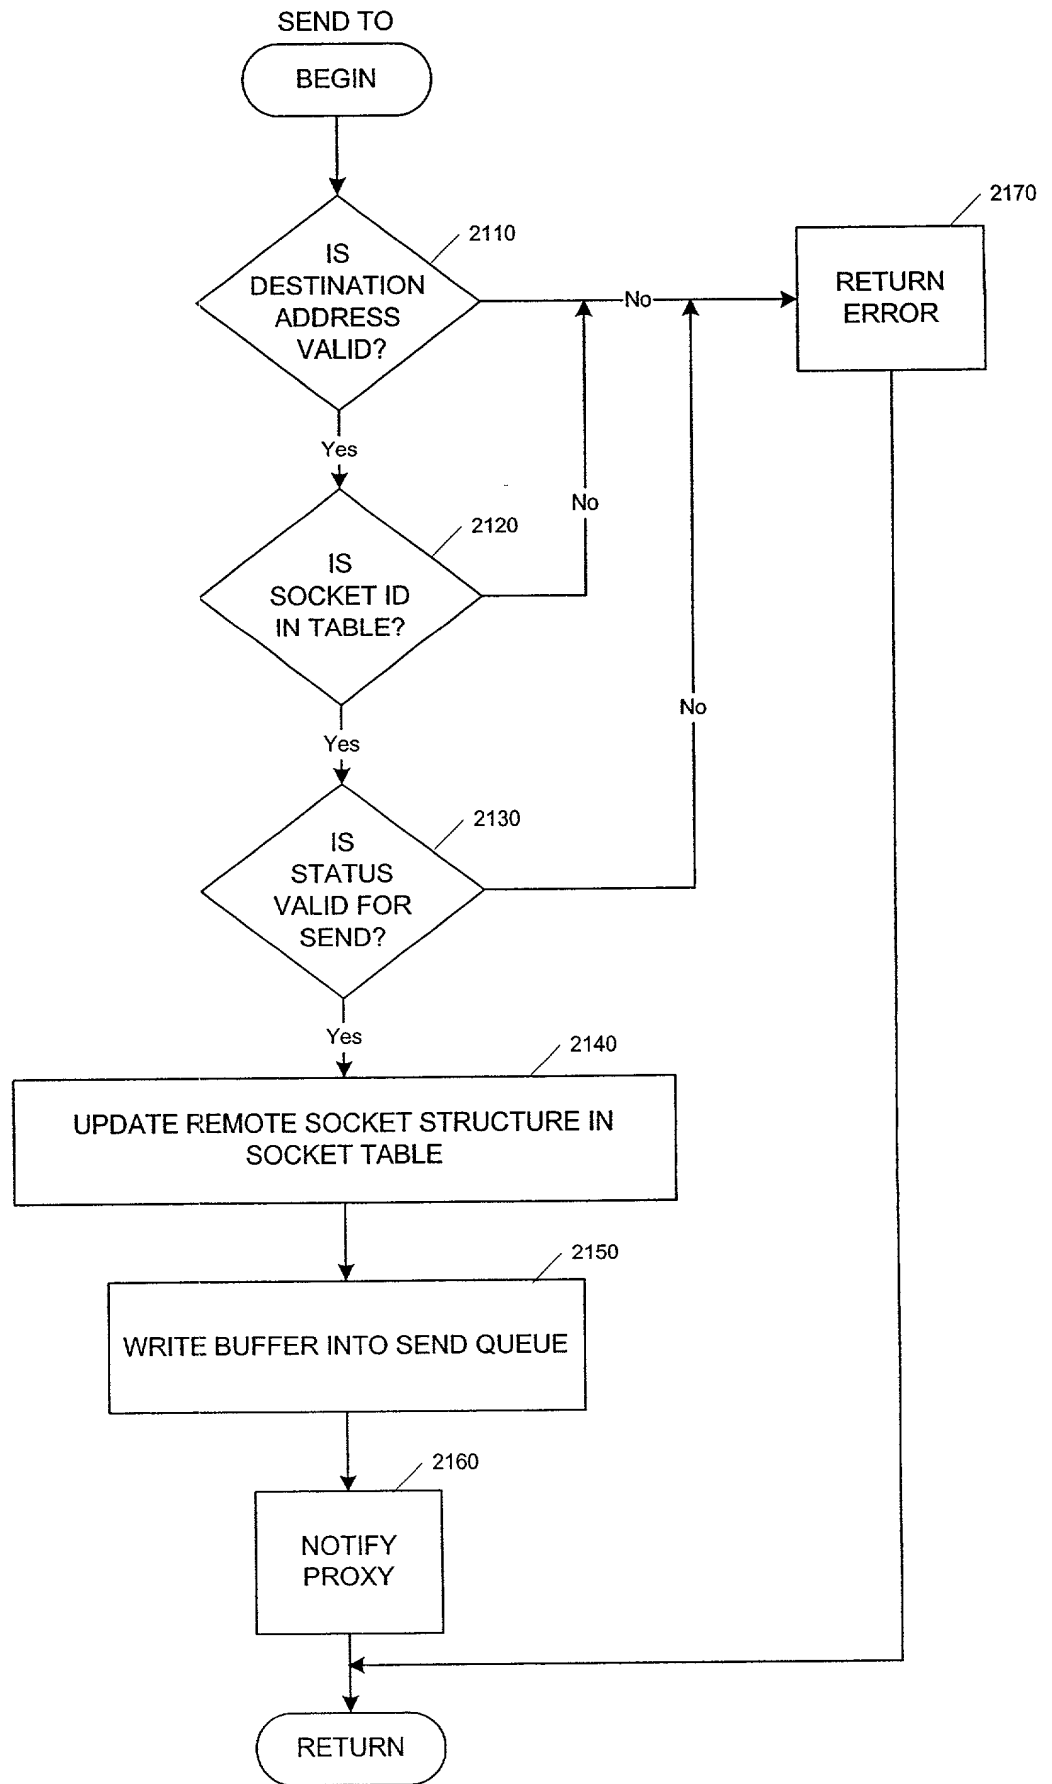 SEND TO
BEGIN
2110
IS
DESTINATION
ADDRESS
VALID?
No
2170
RETURN
ERROR
Yes
2120
IS
SOCKET ID
IN TABLE?
No
Yes
2130
IS
STATUS
VALID FOR
SEND?
No
Yes
2140
UPDATE REMOTE SOCKET STRUCTURE IN
SOCKET TABLE
2150
WRITE BUFFER INTO SEND QUEUE
2160
NOTIFY
PROXY
RETURN